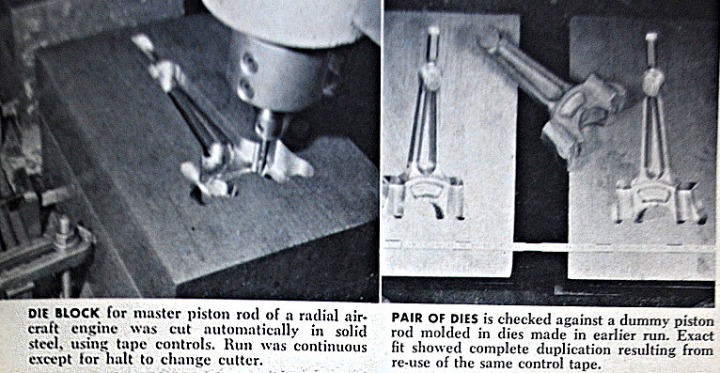 DIE BLOCK for master piston rod of a radial air-
craft engine was cut automatically in solid
steel, using tape controls. Run was continuous
except for halt to change cutter.
PAIR OF DIES is checked against a dummy piston
rod molded in dies made in earlier run. Exact
fit showed complete duplication resulting from
re-use of the same control tape.